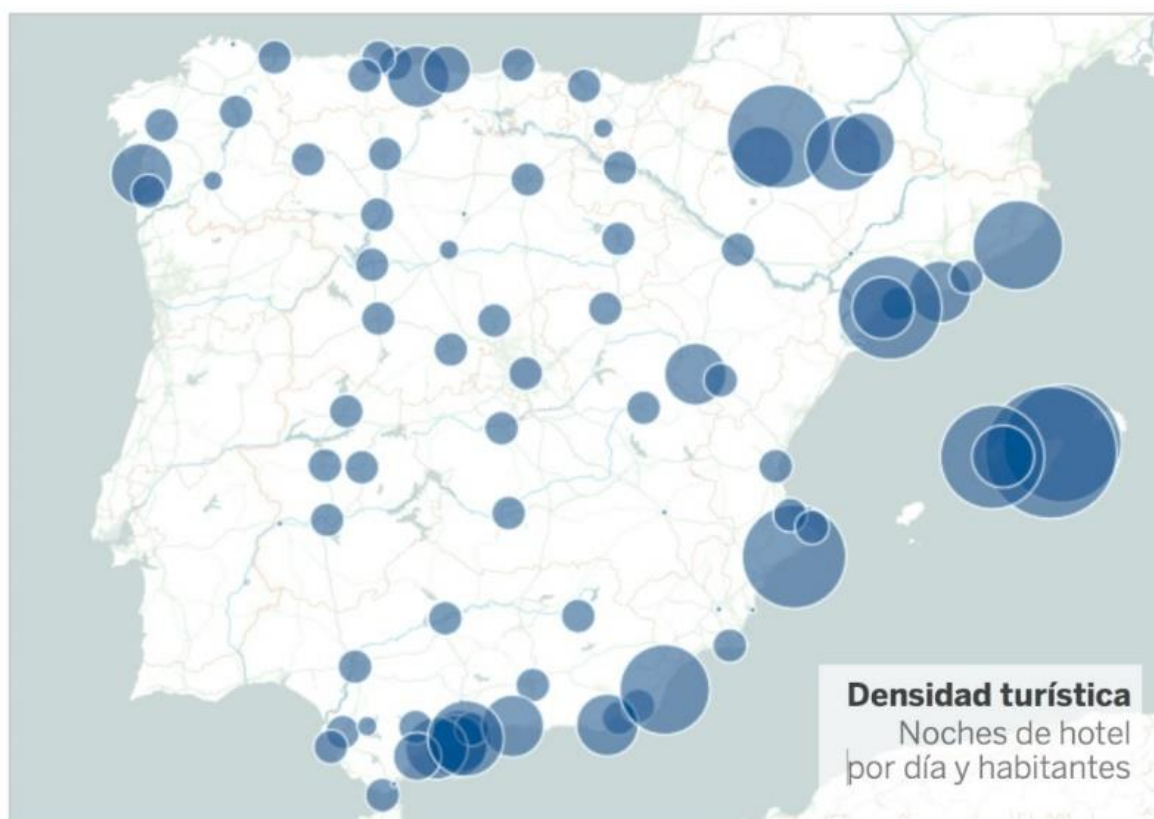 Densidad turística
Noches de hotel
por día y habitantes